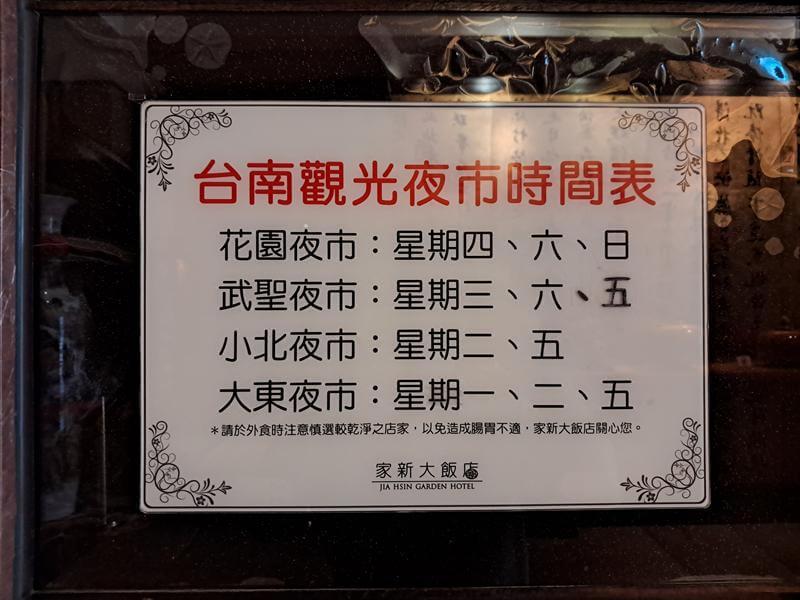 台南觀光夜市時間表
花園夜市：星期四、六、日
武聖夜市：星期三、六、五
小北夜市：星期二、五
大東夜市：星期一、二、五
＊請於外食時注意慎選較乾淨之店家，以免造成腸胃不適，家新大飯店關心您。
家新大飯店
JIA HSIN GARDEN HOTEL